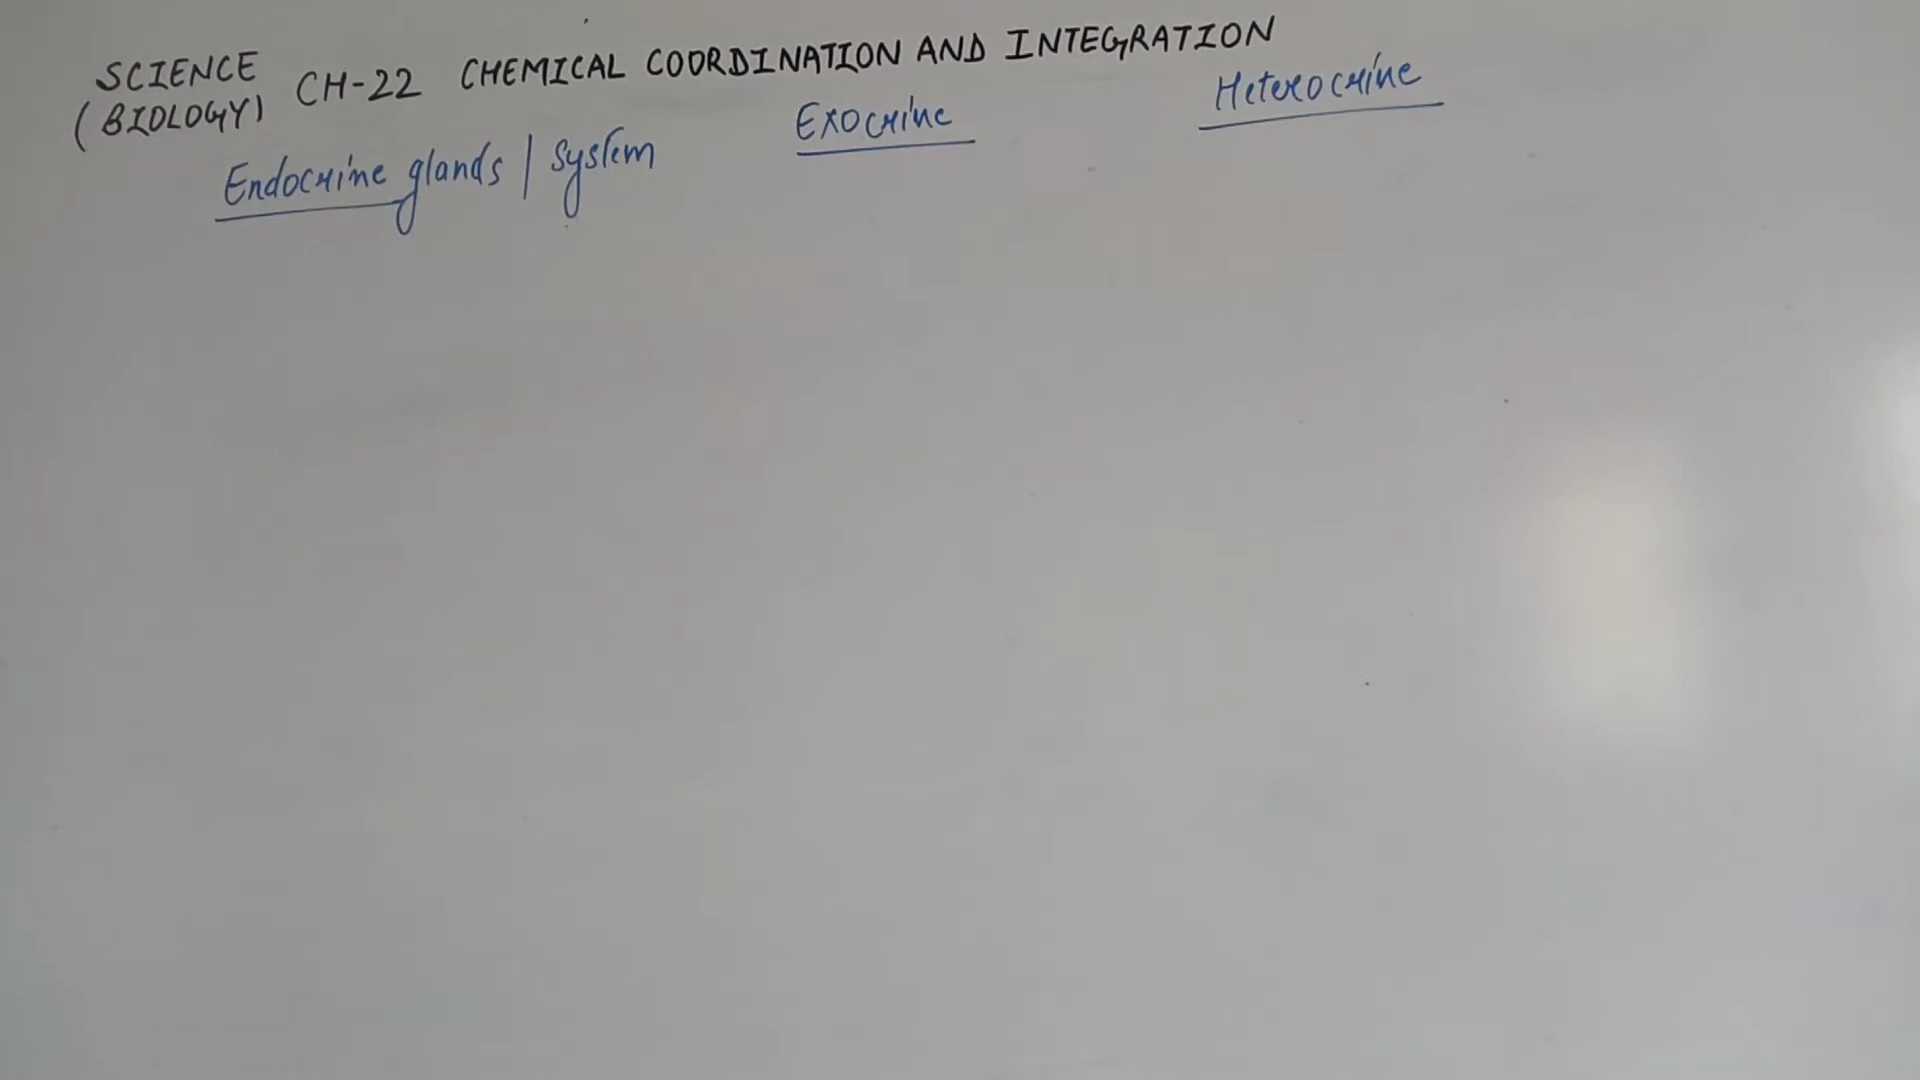 SCIENCE
(BIOLOGY) CH-22 CHEMICAL COORDINATION AND INTEGRATION
Endocrine glands | system Exocrine Heterocrine